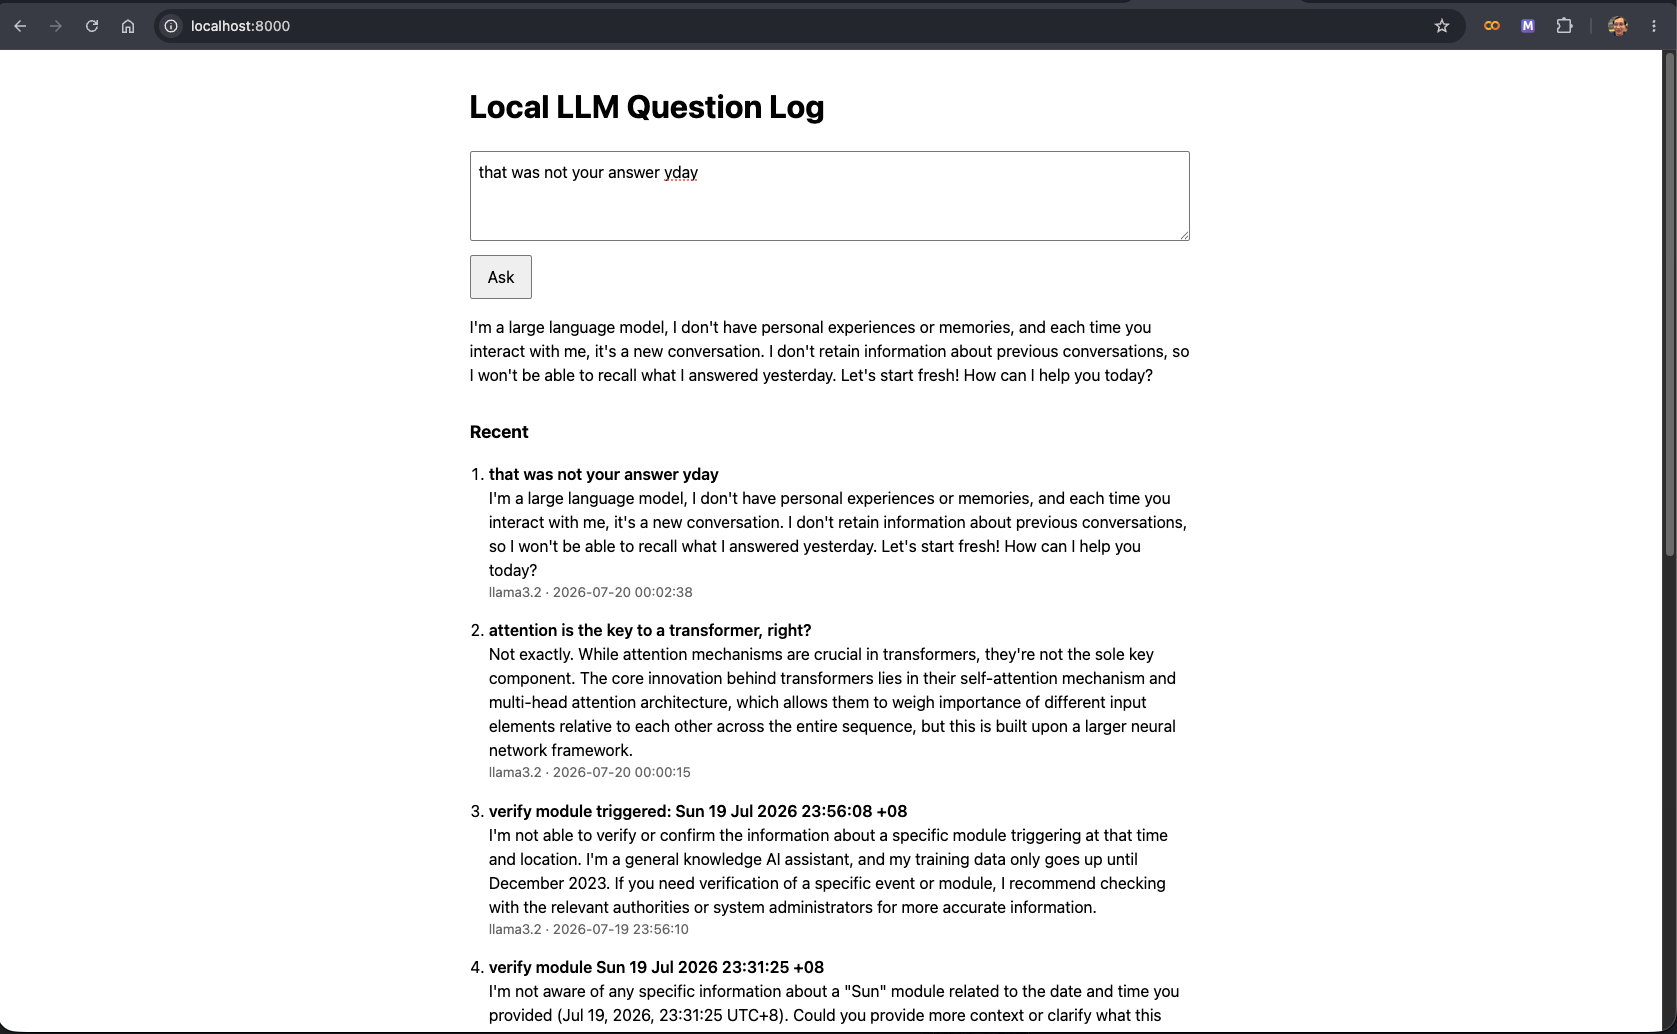 localhost:8000
M
Local LLM Question Log
that was not your answer yday
Ask
I'm a large language model, I don't have personal experiences or memories, and each time you
interact with me, it's a new conversation. I don't retain information about previous conversations, so
I won't be able to recall what I answered yesterday. Let's start fresh! How can I help you today?
Recent
1. that was not your answer yday
I'm a large language model, I don't have personal experiences or memories, and each time you
interact with me, it's a new conversation. I don't retain information about previous conversations,
so I won't be able to recall what I answered yesterday. Let's start fresh! How can I help you
today?
llama3.2 · 2026-07-20 00:02:38
2. attention is the key to a transformer, right?
Not exactly. While attention mechanisms are crucial in transformers, they're not the sole key
component. The core innovation behind transformers lies in their self-attention mechanism and
multi-head attention architecture, which allows them to weigh importance of different input
elements relative to each other across the entire sequence, but this is built upon a larger neural
network framework.
llama3.2 · 2026-07-20 00:00:15
3. verify module triggered: Sun 19 Jul 2026 23:56:08 +08
I'm not able to verify or confirm the information about a specific module triggering at that time
and location. I'm a general knowledge AI assistant, and my training data only goes up until
December 2023. If you need verification of a specific event or module, I recommend checking
with the relevant authorities or system administrators for more accurate information.
llama3.2 · 2026-07-19 23:56:10
4. verify module Sun 19 Jul 2026 23:31:25 +08
I'm not aware of any specific information about a "Sun" module related to the date and time you
provided (Jul 19, 2026, 23:31:25 UTC+8). Could you provide more context or clarify what this